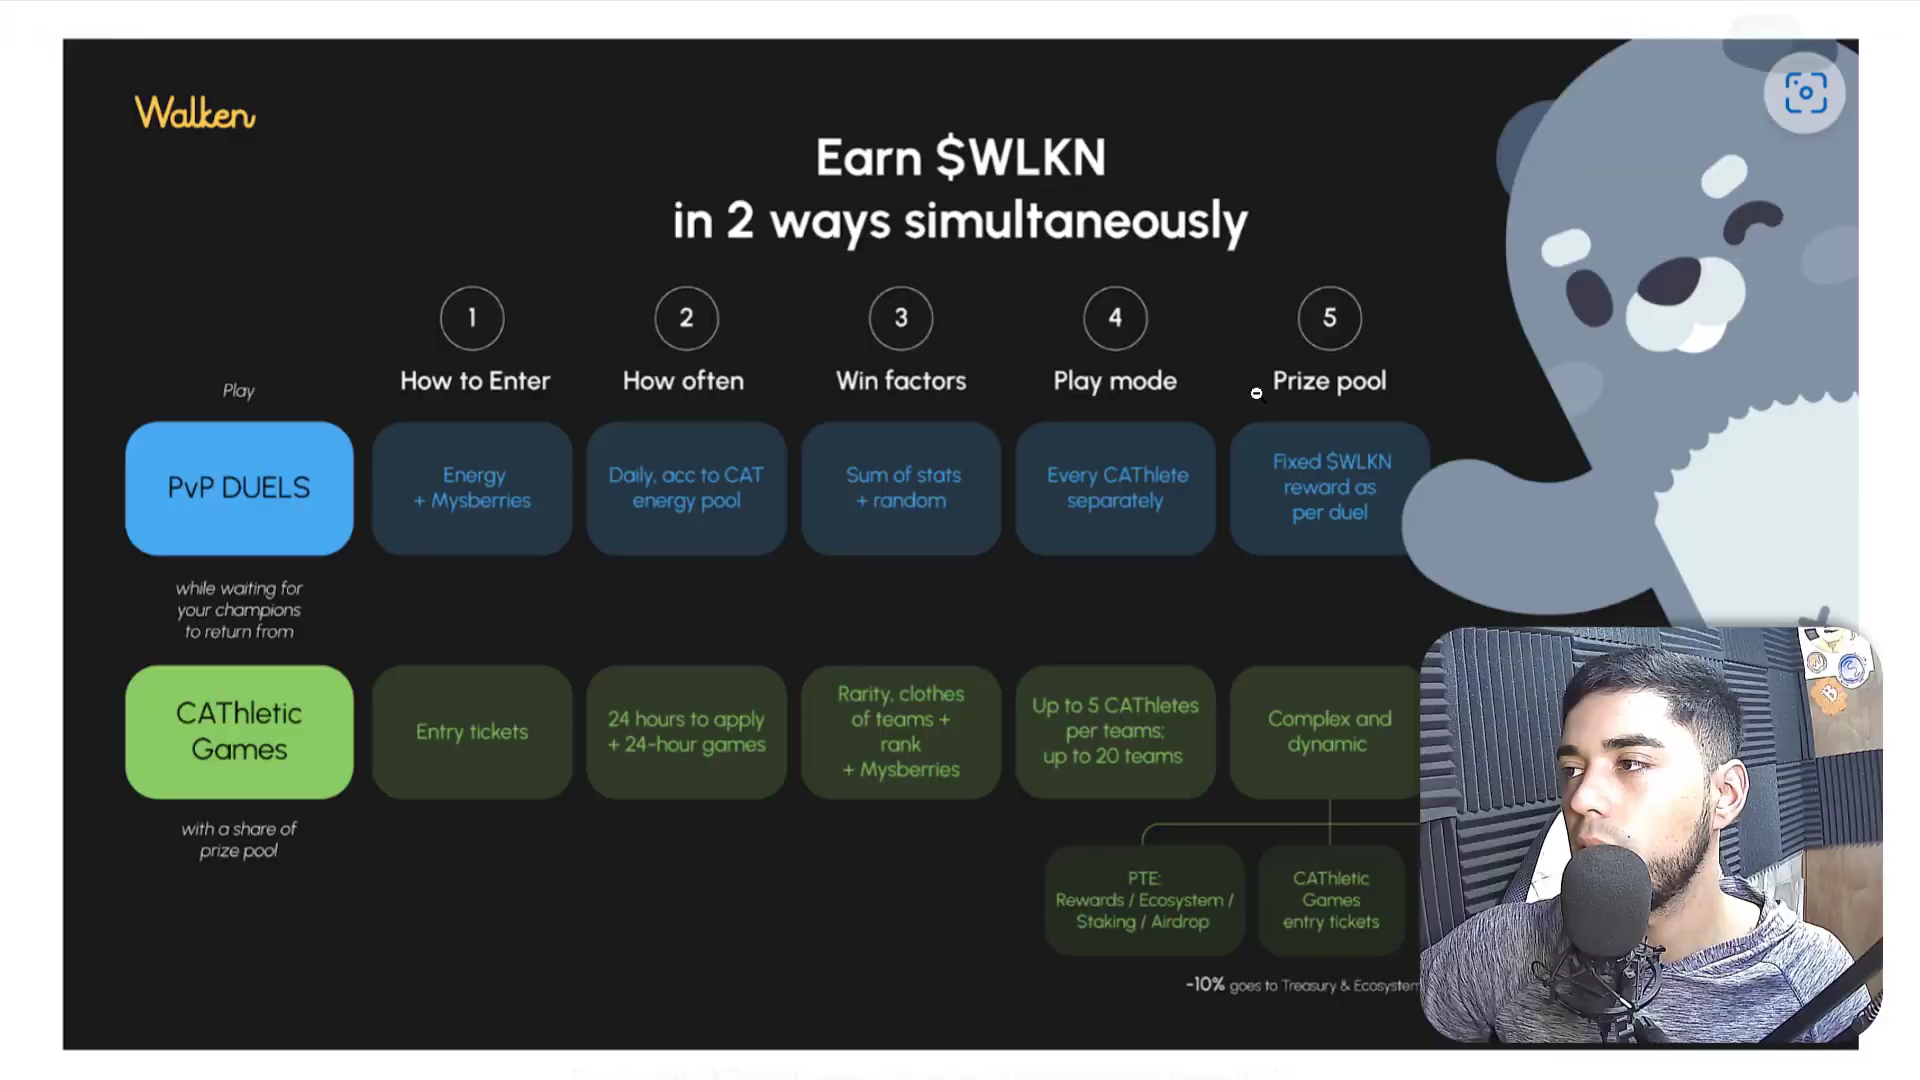 Walken
Earn $WLKN
in 2 ways simultaneously
1
2
3
4
5
Play
How to Enter
How often
Win factors
Play mode
Prize pool
PvP DUELS
Energy
+ Mysberries
Daily, acc to CAT
energy pool
Sum of stats
+ random
Every CAThlete
separately
Fixed $WLKN
reward as
per duel
while waiting for
your champions
to return from
CAThletic
Games
Entry tickets
24 hours to apply
+ 24-hour games
Rarity, clothes
of teams +
rank
+ Mysberries
Up to 5 CAThletes
per teams;
up to 20 teams
Complex and
dynamic
with a share of
prize pool
PTE:
Rewards / Ecosystem /
Staking / Airdrop
CAThletic
Games
entry tickets
-10% goes to Treasury & Ecosystem